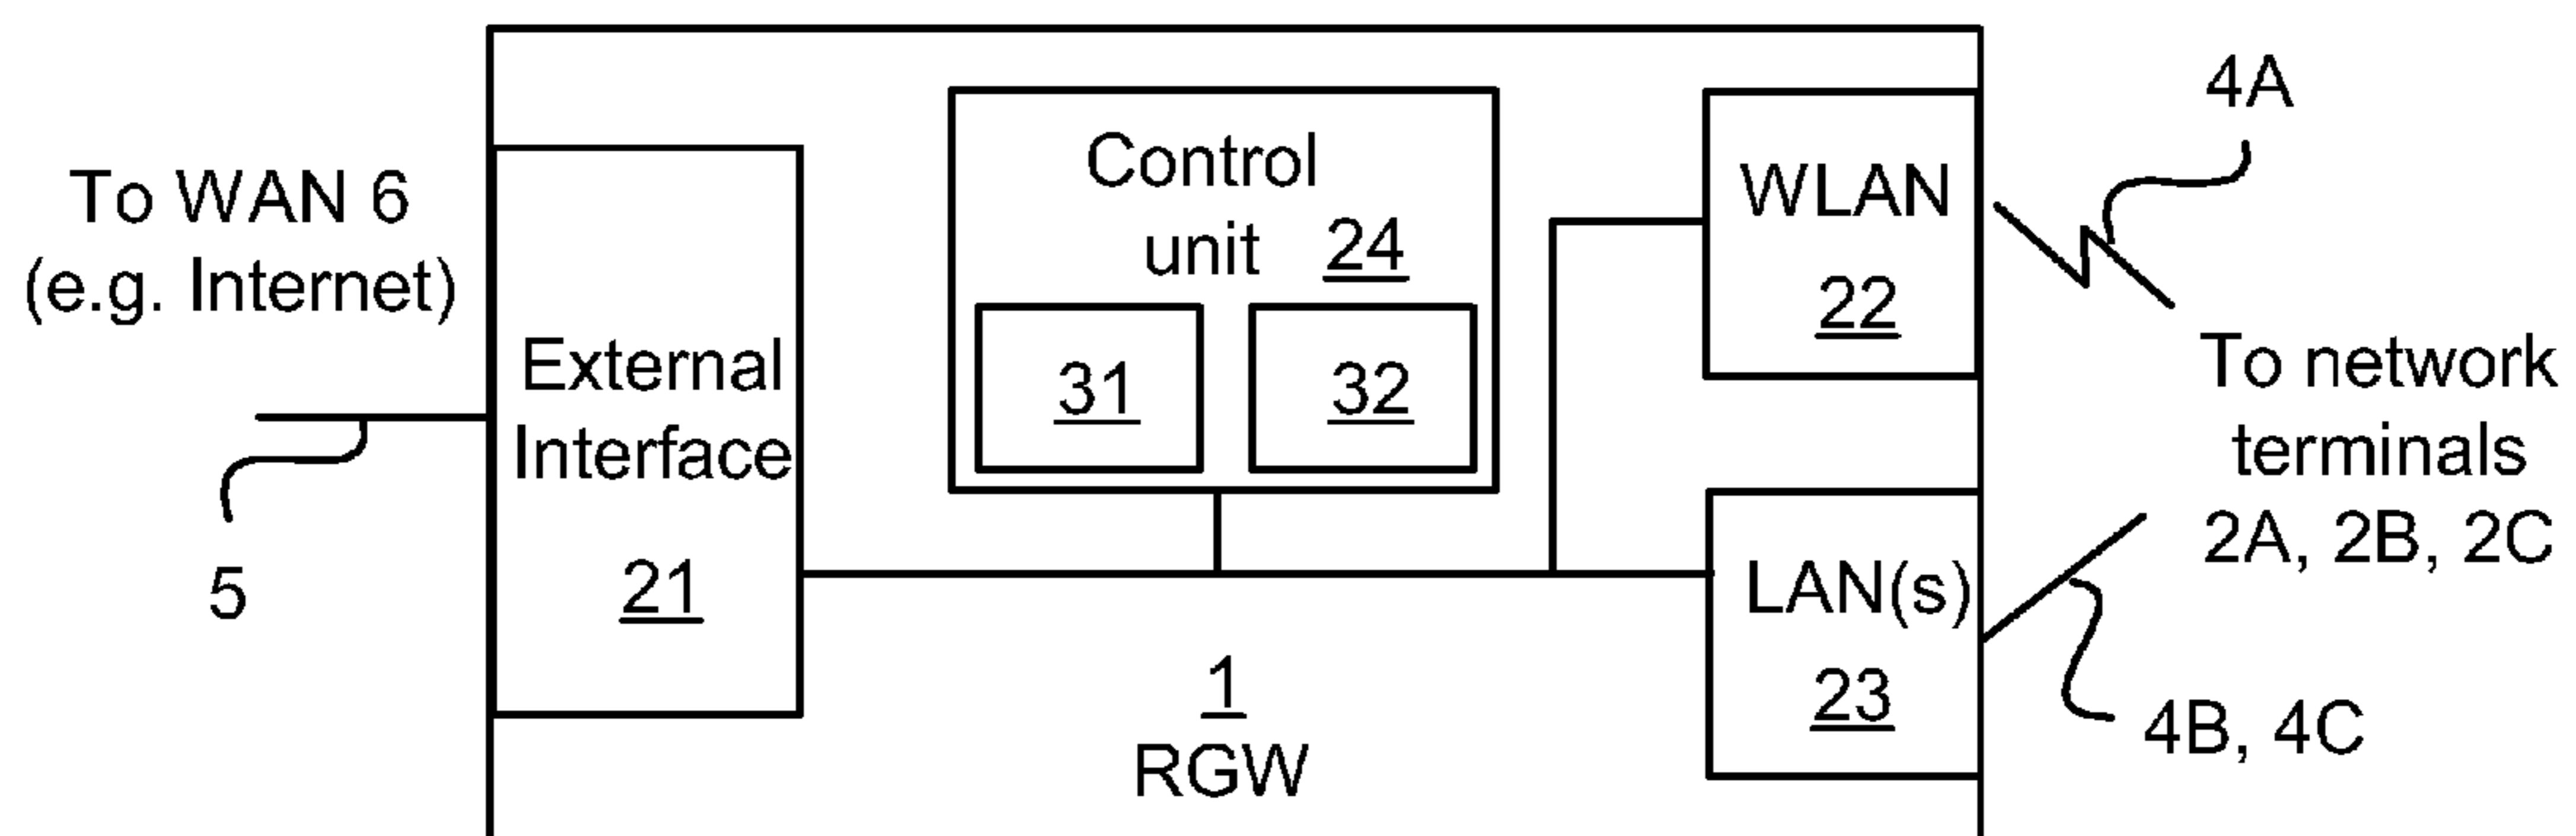 To WAN 6
(e.g. Internet)
5
External
Interface
21
Control
unit 24
31
32
1
RGW
WLAN
22
LAN(s)
23
4A
To network
terminals
2A, 2B, 2C
4B, 4C